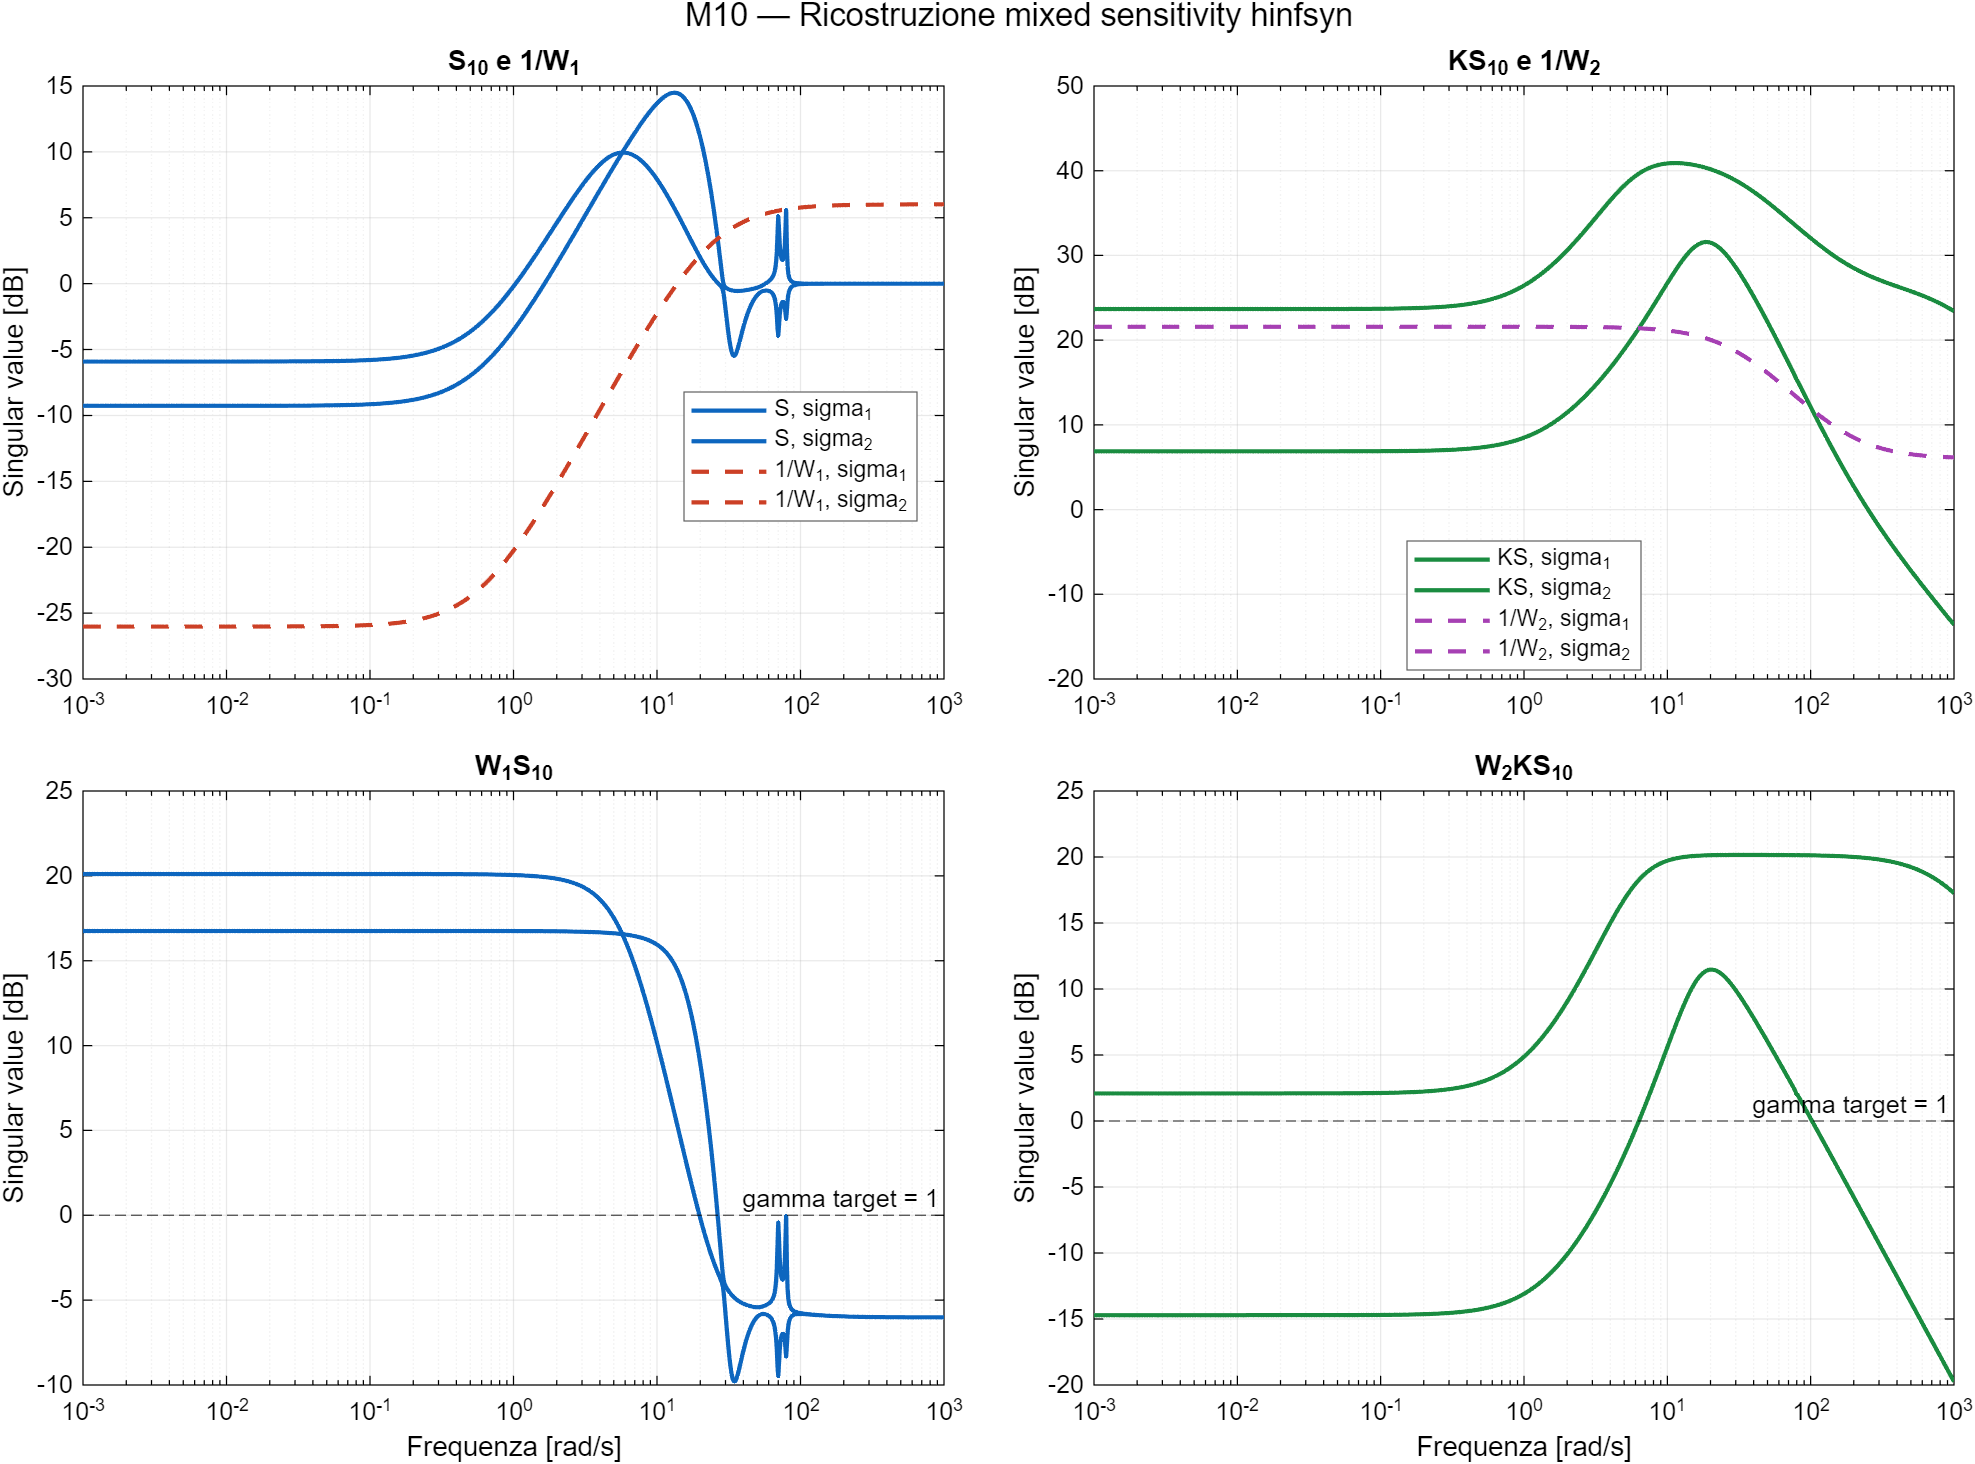 M10 — Ricostruzione mixed sensitivity hinfsyn
S₁₀ e 1/W₁
Singular value [dB]
15
10
5
0
-5
-10
-15
-20
-25
-30
10⁻³ 10⁻² 10⁻¹ 10⁰ 10¹ 10² 10³
S, sigma₁
S, sigma₂
1/W₁, sigma₁
1/W₁, sigma₂
KS₁₀ e 1/W₂
Singular value [dB]
50
40
30
20
10
0
-10
-20
10⁻³ 10⁻² 10⁻¹ 10⁰ 10¹ 10² 10³
KS, sigma₁
KS, sigma₂
1/W₂, sigma₁
1/W₂, sigma₂
W₁S₁₀
Singular value [dB]
25
20
15
10
5
0
-5
-10
gamma target = 1
10⁻³ 10⁻² 10⁻¹ 10⁰ 10¹ 10² 10³
Frequenza [rad/s]
W₂KS₁₀
Singular value [dB]
25
20
15
10
5
0
-5
-10
-15
-20
gamma target = 1
10⁻³ 10⁻² 10⁻¹ 10⁰ 10¹ 10² 10³
Frequenza [rad/s]